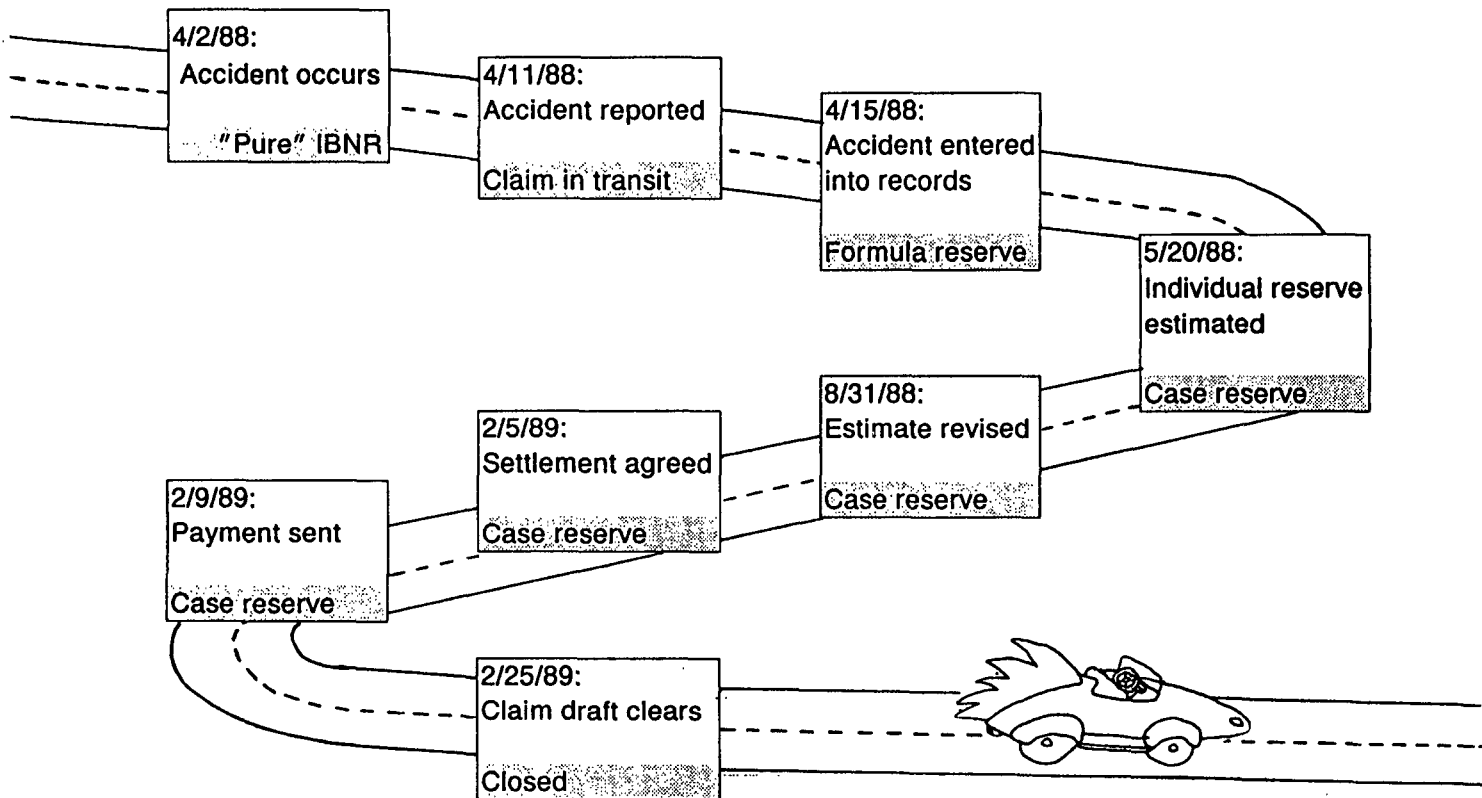 4/2/88:
Accident occurs
"Pure" IBNR
4/11/88:
Accident reported
Claim in transit
4/15/88:
Accident entered
into records
Formula reserve
5/20/88:
Individual reserve
estimated
Case reserve
8/31/88:
Estimate revised
Case reserve
2/5/89:
Settlement agreed
Case reserve
2/9/89:
Payment sent
Case reserve
2/25/89:
Claim draft clears
Closed